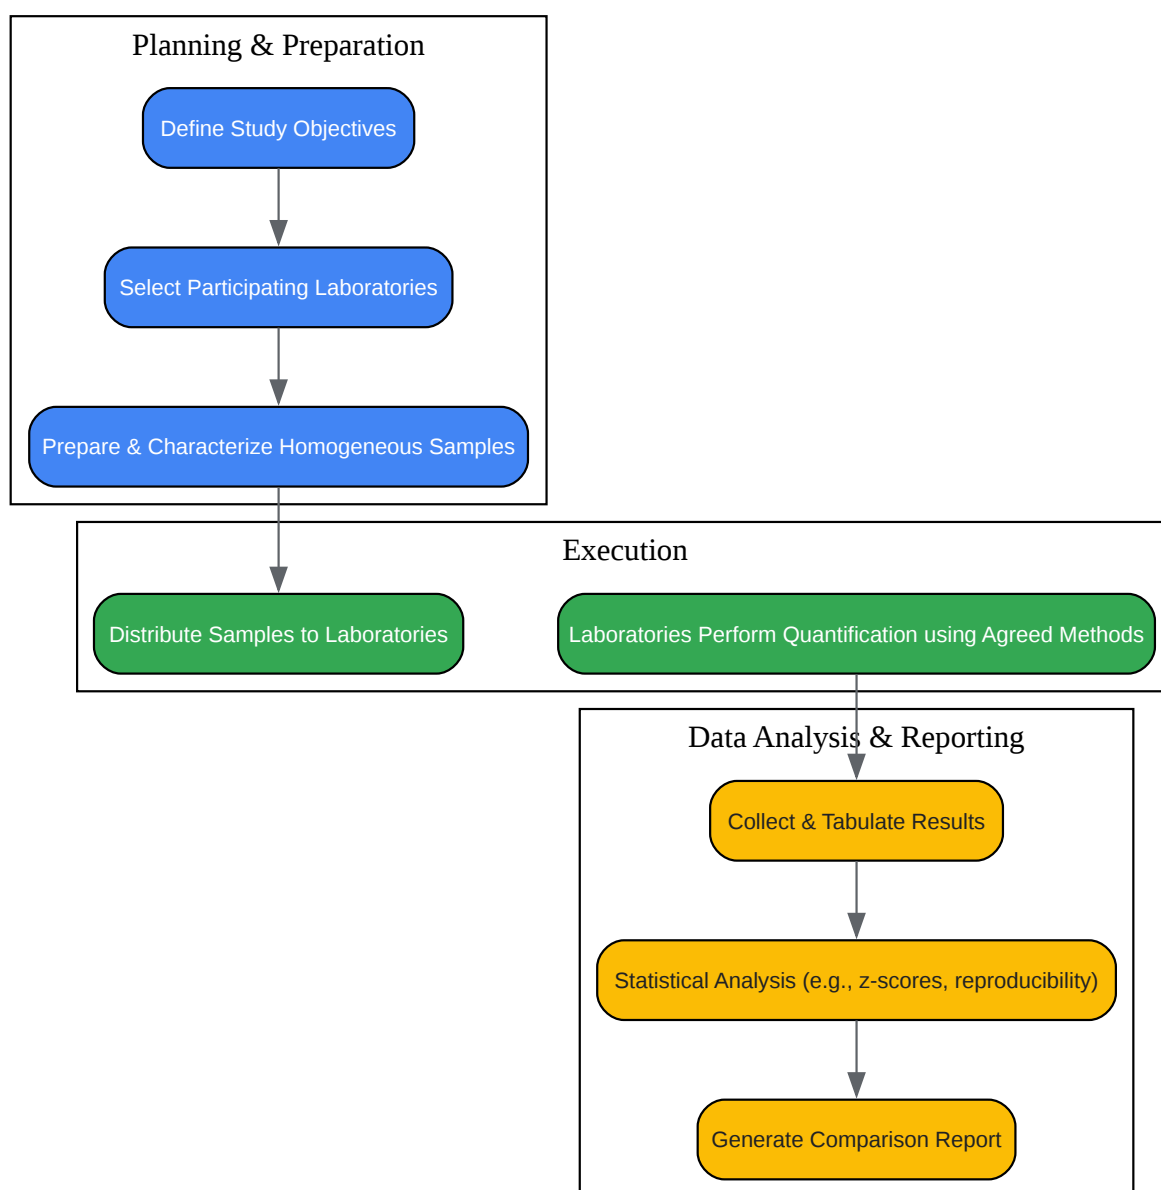 Planning & Preparation
Define Study Objectives
Select Participating Laboratories
Prepare & Characterize Homogeneous Samples
Execution
Distribute Samples to Laboratories
Laboratories Perform Quantification using Agreed Methods
Data Analysis & Reporting
Collect & Tabulate Results
Statistical Analysis (e.g., z-scores, reproducibility)
Generate Comparison Report